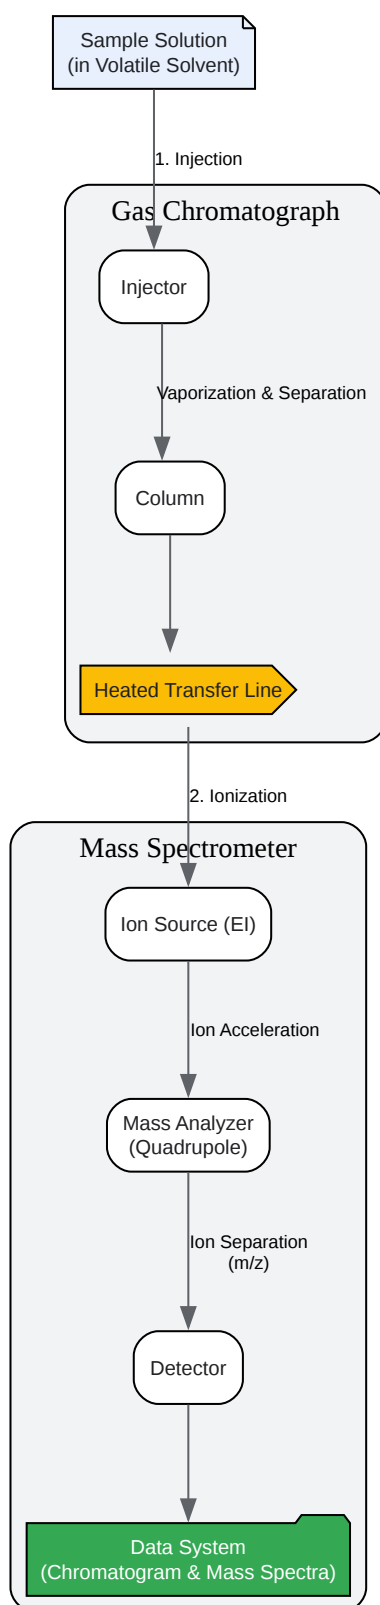 Sample Solution
(in Volatile Solvent)
1. Injection
Gas Chromatograph
Injector
Vaporization & Separation
Column
Heated Transfer Line
2. Ionization
Mass Spectrometer
Ion Source (EI)
Ion Acceleration
Mass Analyzer
(Quadrupole)
Ion Separation
(m/z)
Detector
Data System
(Chromatogram & Mass Spectra)